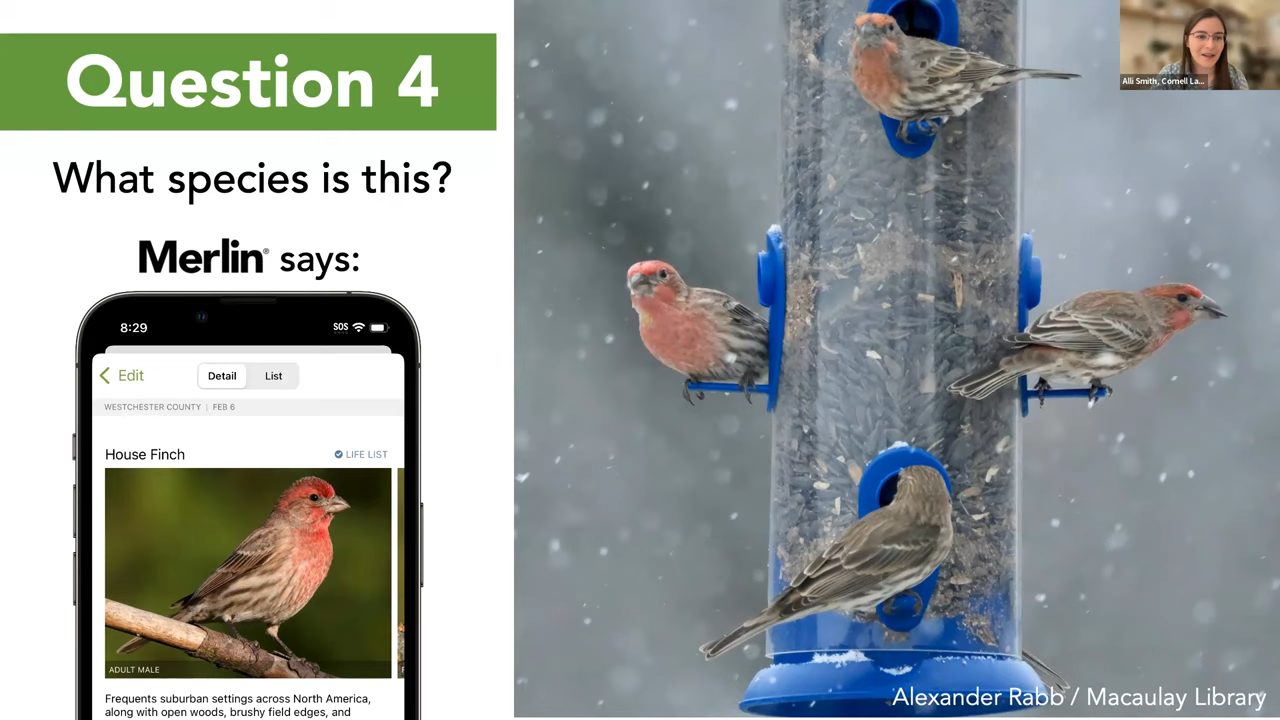 Question 4
What species is this?
Merlin® says:
8:29
SOS
Edit
Detail
List
WESTCHESTER COUNTY | FEB 6
House Finch
LIFE LIST
ADULT MALE
Frequents suburban settings across North America,
along with open woods, brushy field edges, and
Alli Smith, Cornell La...
Alexander Rabb / Macaulay Library